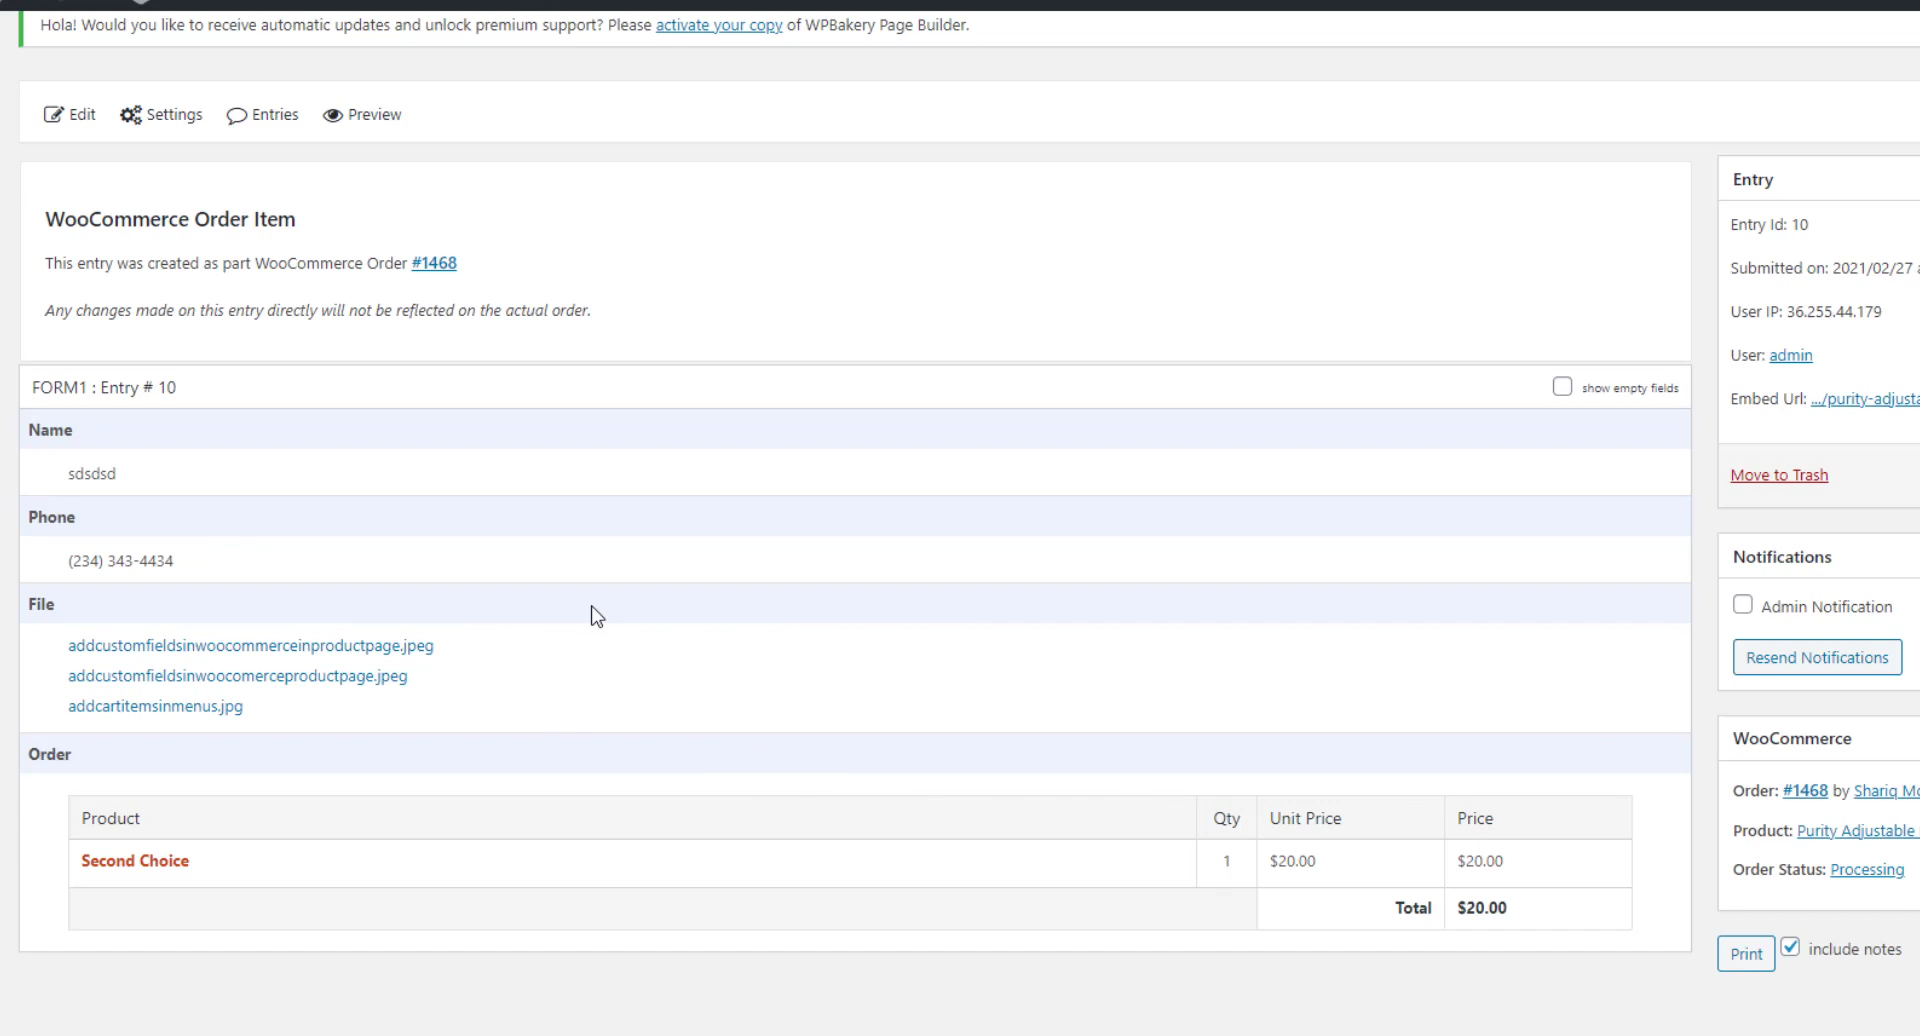 Hola! Would you like to receive automatic updates and unlock premium support? Please activate your copy of WPBakery Page Builder.
Edit Settings Entries Preview
WooCommerce Order Item
This entry was created as part WooCommerce Order #1468
Any changes made on this entry directly will not be reflected on the actual order.
FORM1 : Entry # 10
show empty fields
Name
sdsdsd
Phone
(234) 343-4434
File
addcustomfieldsinwoocommerceinproductpage.jpeg
addcustomfieldsinwoocomerceproductpage.jpeg
addcartitemsinmenus.jpg
Order
Product Qty Unit Price Price
Second Choice 1 $20.00 $20.00
Total $20.00
Entry
Entry Id: 10
Submitted on: 2021/02/27
User IP: 36.255.44.179
User: admin
Embed Url: .../purity-adjusta
Move to Trash
Notifications
Admin Notification
Resend Notifications
WooCommerce
Order: #1468 by Shariq
Product: Purity Adjustable
Order Status: Processing
Print include notes